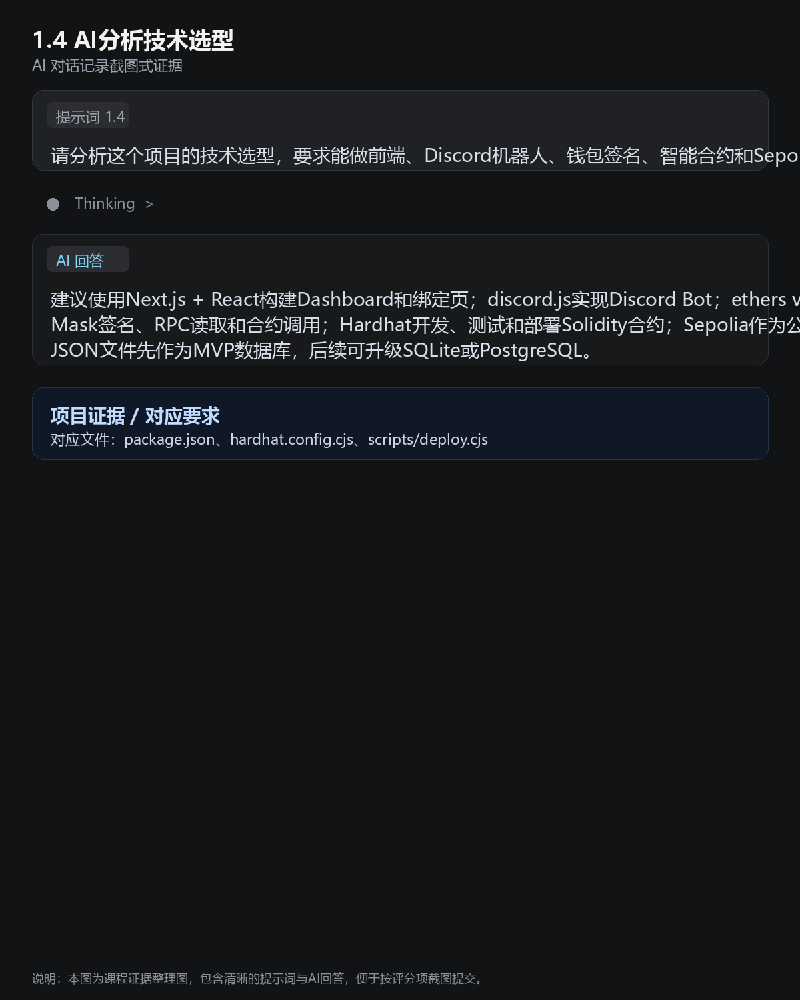 1.4 AI分析技术选型
AI 对话记录截图式证据
提示词 1.4
请分析这个项目的技术选型，要求能做前端、Discord机器人、钱包签名、智能合约和Sepo
Thinking >
AI 回答
建议使用Next.js + React构建Dashboard和绑定页；discord.js实现Discord Bot；ethers v
Mask签名、RPC读取和合约调用；Hardhat开发、测试和部署Solidity合约；Sepolia作为公
JSON文件先作为MVP数据库，后续可升级SQLite或PostgreSQL。
项目证据 / 对应要求
对应文件：package.json、hardhat.config.cjs、scripts/deploy.cjs
说明：本图为课程证据整理图，包含清晰的提示词与AI回答，便于按评分项截图提交。